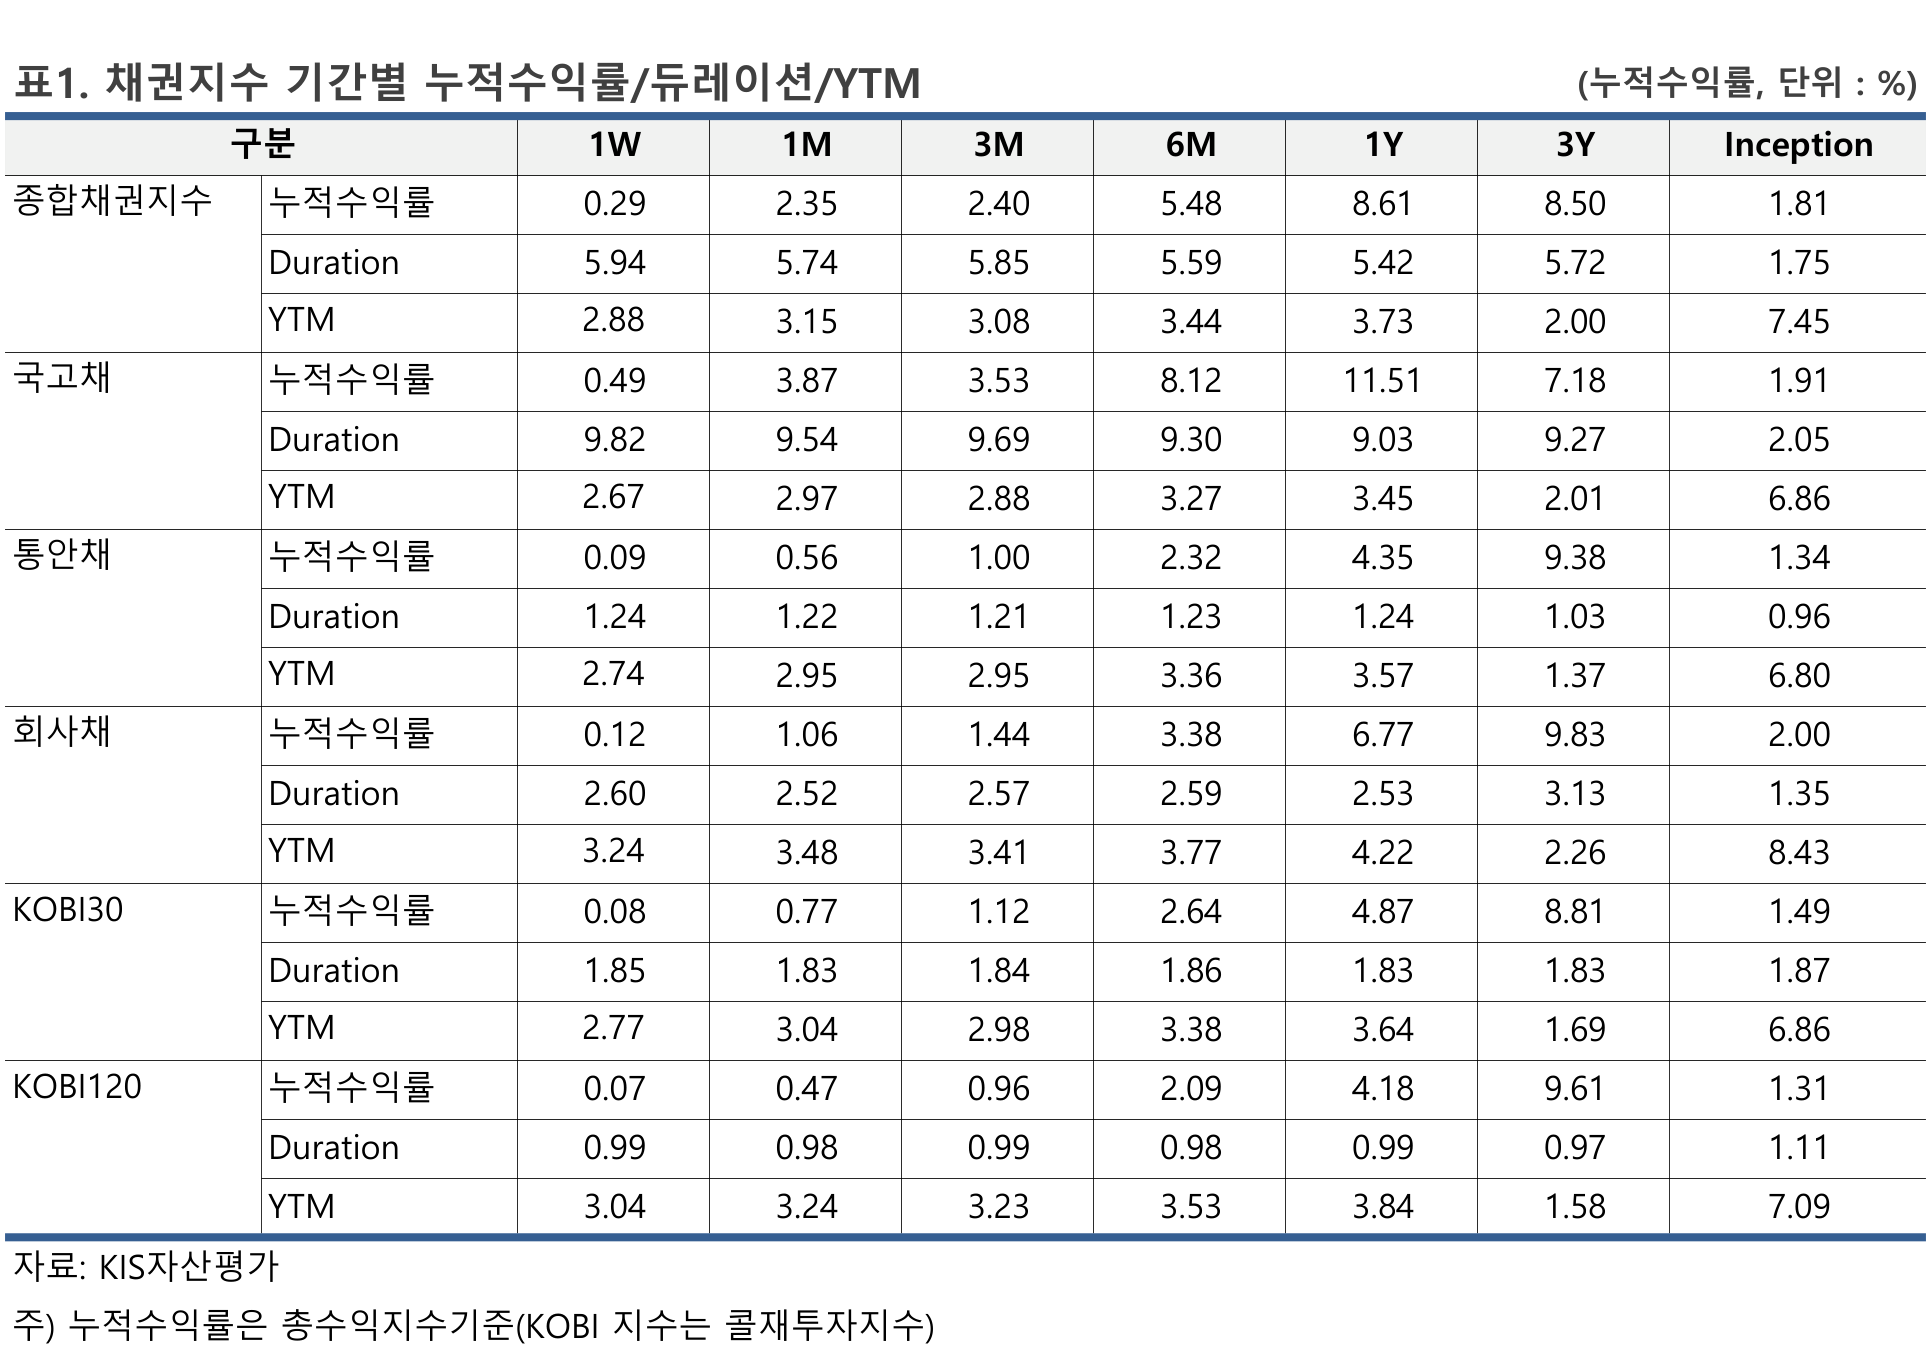 표1. 채권지수 기간별 누적수익률/듀레이션/YTM (누적수익률, 단위 : %)
구분 1W 1M 3M 6M 1Y 3Y Inception
종합채권지수 누적수익률 0.29 2.35 2.40 5.48 8.61 8.50 1.81
Duration 5.94 5.74 5.85 5.59 5.42 5.72 1.75
YTM 2.88 3.15 3.08 3.44 3.73 2.00 7.45
국고채 누적수익률 0.49 3.87 3.53 8.12 11.51 7.18 1.91
Duration 9.82 9.54 9.69 9.30 9.03 9.27 2.05
YTM 2.67 2.97 2.88 3.27 3.45 2.01 6.86
통안채 누적수익률 0.09 0.56 1.00 2.32 4.35 9.38 1.34
Duration 1.24 1.22 1.21 1.23 1.24 1.03 0.96
YTM 2.74 2.95 2.95 3.36 3.57 1.37 6.80
회사채 누적수익률 0.12 1.06 1.44 3.38 6.77 9.83 2.00
Duration 2.60 2.52 2.57 2.59 2.53 3.13 1.35
YTM 3.24 3.48 3.41 3.77 4.22 2.26 8.43
KOBI30 누적수익률 0.08 0.77 1.12 2.64 4.87 8.81 1.49
Duration 1.85 1.83 1.84 1.86 1.83 1.83 1.87
YTM 2.77 3.04 2.98 3.38 3.64 1.69 6.86
KOBI120 누적수익률 0.07 0.47 0.96 2.09 4.18 9.61 1.31
Duration 0.99 0.98 0.99 0.98 0.99 0.97 1.11
YTM 3.04 3.24 3.23 3.53 3.84 1.58 7.09
자료: KIS자산평가
주) 누적수익률은 총수익지수기준(KOBI 지수는 콜재투자지수)